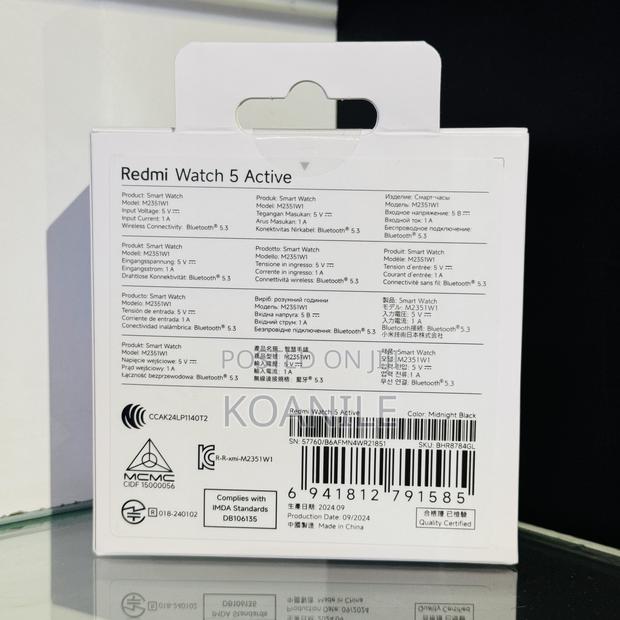 Redmi Watch 5 Active
Product: Smart Watch
Model: M2351W1
Input Voltage: 5 V ⎓
Input Current: 1 A
Wireless Connectivity: Bluetooth® 5.3
Produk: Smart Watch
Model: M2351W1
Tegangan Masukan: 5 V ⎓
Arus Masukan: 1 A
Konektivitas Nirkabel: Bluetooth® 5.3
Изделие: Смарт-часы
Модель: M2351W1
Входное напряжение: 5 В ⎓
Входной ток: 1 А
Беспроводное подключение:
Bluetooth® 5.3
Produkt: Smart Watch
Modell: M2351W1
Eingangsspannung: 5 V ⎓
Eingangsstrom: 1 A
Drahtlose Konnektivität: Bluetooth® 5.3
Prodotto: Smart Watch
Modello: M2351W1
Tensione in ingresso: 5 V ⎓
Corrente in ingresso: 1 A
Connettività wireless: Bluetooth® 5.3
Produit: Smart Watch
Modèle: M2351W1
Tension d'entrée: 5 V ⎓
Courant d'entrée: 1 A
Connectivité sans fil: Bluetooth® 5.3
Producto: Smart Watch
Modelo: M2351W1
Tensión de entrada: 5 V ⎓
Corriente de entrada: 1 A
Conectividad inalámbrica: Bluetooth® 5.3
Виріб: розумний годинник
Модель: M2351W1
Вхідна напруга: 5 В ⎓
Вхідний струм: 1 А
Безпровідне підключення: Bluetooth® 5.3
製品: Smart Watch
モデル: M2351W1
入力電圧: 5 V ⎓
入力電流: 1 A
Bluetooth接続: Bluetooth® 5.3
小米技術日本株式会社
Produkt: Smart Watch
Model: M2351W1
Napięcie wejściowe: 5 V ⎓
Prąd wejściowy: 1 A
Łączność bezprzewodowa: Bluetooth® 5.3
產品名稱: 智慧手錶
產品型號: M2351W1
輸入電壓: 5 V ⎓
輸入電流: 1 A
無線連接規格: 藍牙® 5.3
제품: Smart Watch
모델: M2351W1
입력 전압: 5 V ⎓
입력 전류: 1 A
무선 연결: Bluetooth® 5.3
POSTED ON
KOANILE
CCAK24LP1140T2
Redmi Watch 5 Active
Color: Midnight Black
SN: 57760/B6AFMN4WR21851
SKU: BHR8784GL
R-R-xmi-M2351W1
MCMC
CIDF 15000056
6 941812 791585
R 018-240102
Complies with
IMDA Standards
DB106135
生產日期: 2024.09
Production Date: 09/2024
中國製造 Made in China
合格證 已檢驗
Quality Certified